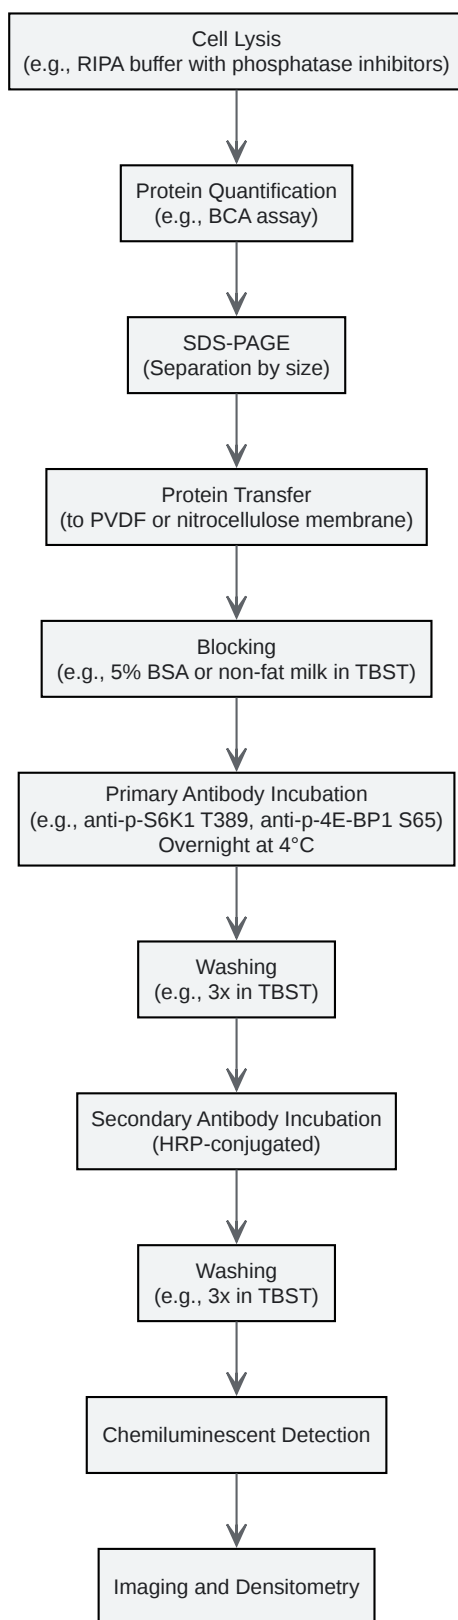 Cell Lysis
(e.g., RIPA buffer with phosphatase inhibitors)
Protein Quantification
(e.g., BCA assay)
SDS-PAGE
(Separation by size)
Protein Transfer
(to PVDF or nitrocellulose membrane)
Blocking
(e.g., 5% BSA or non-fat milk in TBST)
Primary Antibody Incubation
(e.g., anti-p-S6K1 T389, anti-p-4E-BP1 S65)
Overnight at 4°C
Washing
(e.g., 3x in TBST)
Secondary Antibody Incubation
(HRP-conjugated)
Washing
(e.g., 3x in TBST)
Chemiluminescent Detection
Imaging and Densitometry